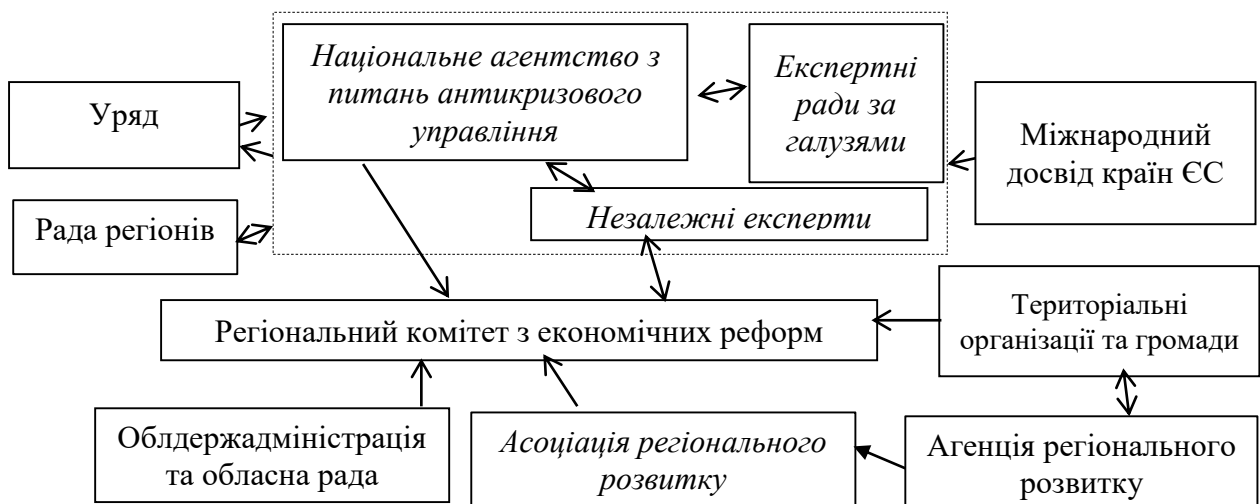 Національне агентство з
питань антикризового
управління
Експертні
ради за
галузями
Уряд
Міжнародний
досвід країн ЄС
Рада регіонів
Незалежні експерти
Регіональний комітет з економічних реформ
Територіальні
організації та громади
Облдержадміністрація
та обласна рада
Асоціація регіонального
розвитку
Агенція регіонального
розвитку